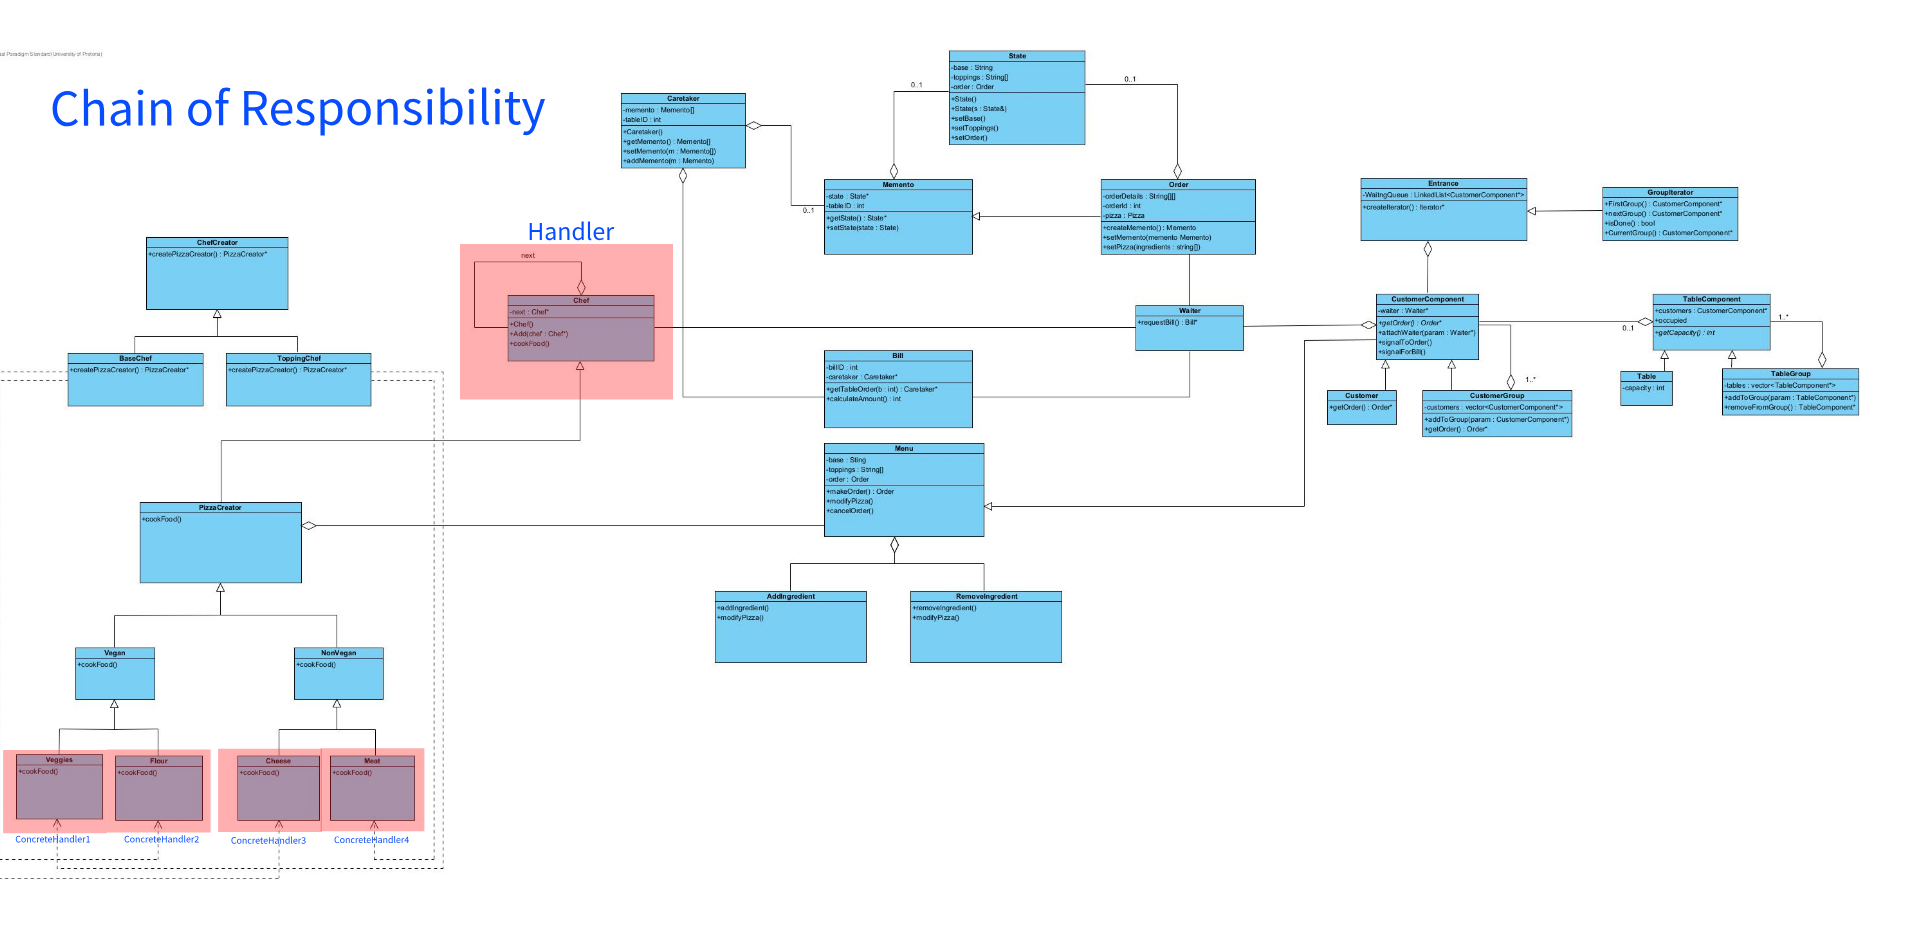 al Paradigm Standard(University of Pretoria)
Chain of Responsibility
State
-base : String
-toppings : String[]
-order : Order
+State()
+State(s : State&)
+setBase()
+setToppings()
+setOrder()
0..1
0..1
Caretaker
-memento : Memento[]
-tableID : int
+Caretaker()
+getMemento() : Memento[]
+setMemento(m : Memento[])
+addMemento(m : Memento)
0..1
Memento
-state : State*
-tableID : int
+getState() : State*
+setState(state : State)
Order
-orderDetails : String[][]
-orderId : int
-pizza : Pizza
+createMemento() : Memento
+setMemento(memento Memento)
+setPizza(ingredients : string[])
Entrance
-WaitngQueue : LinkedList<CustomerComponent*>
+createIterator() : Iterator*
GroupIterator
+FirstGroup() : CustomerComponent*
+nextGroup() : CustomerComponent*
+isDone() : bool
+CurrentGroup() : CustomerComponent*
Handler
next
Chef
-next : Chef*
+Chef()
+Add(chef : Chef*)
+cookFood()
ChefCreator
+createPizzaCreator() : PizzaCreator*
BaseChef
+createPizzaCreator() : PizzaCreator*
ToppingChef
+createPizzaCreator() : PizzaCreator*
Waiter
+requestBill() : Bill*
CustomerComponent
-waiter : Waiter*
+getOrder() : Order*
+attachWaiter(param : Waiter*)
+signalToOrder()
+signalForBill()
0..1
TableComponent
+customers : CustomerComponent*
+occupied
+getCapacity() : int
1..*
1..*
Bill
-billID : int
-caretaker : Caretaker*
+getTableOrder(b : int) : Caretaker*
+calculateAmount() : int
Customer
+getOrder() : Order*
CustomerGroup
-customers : vector<CustomerComponent*>
+addToGroup(param : CustomerComponent*)
+getOrder() : Order*
Table
-capacity : int
TableGroup
-tables : vector<TableComponent*>
+addToGroup(param : TableComponent*)
+removeFromGroup() : TableComponent*
Menu
-base : Sting
-toppings : String[]
-order : Order
+makeOrder() : Order
+modifyPizza()
+cancelOrder()
PizzaCreator
+cookFood()
AddIngredient
+addIngredient()
+modifyPizza()
RemoveIngredient
+removeIngredient()
+modifyPizza()
Vegan
+cookFood()
NonVegan
+cookFood()
Veggies
+cookFood()
Flour
+cookFood()
Cheese
+cookFood()
Meat
+cookFood()
ConcreteHandler1
ConcreteHandler2
ConcreteHandler3
ConcreteHandler4